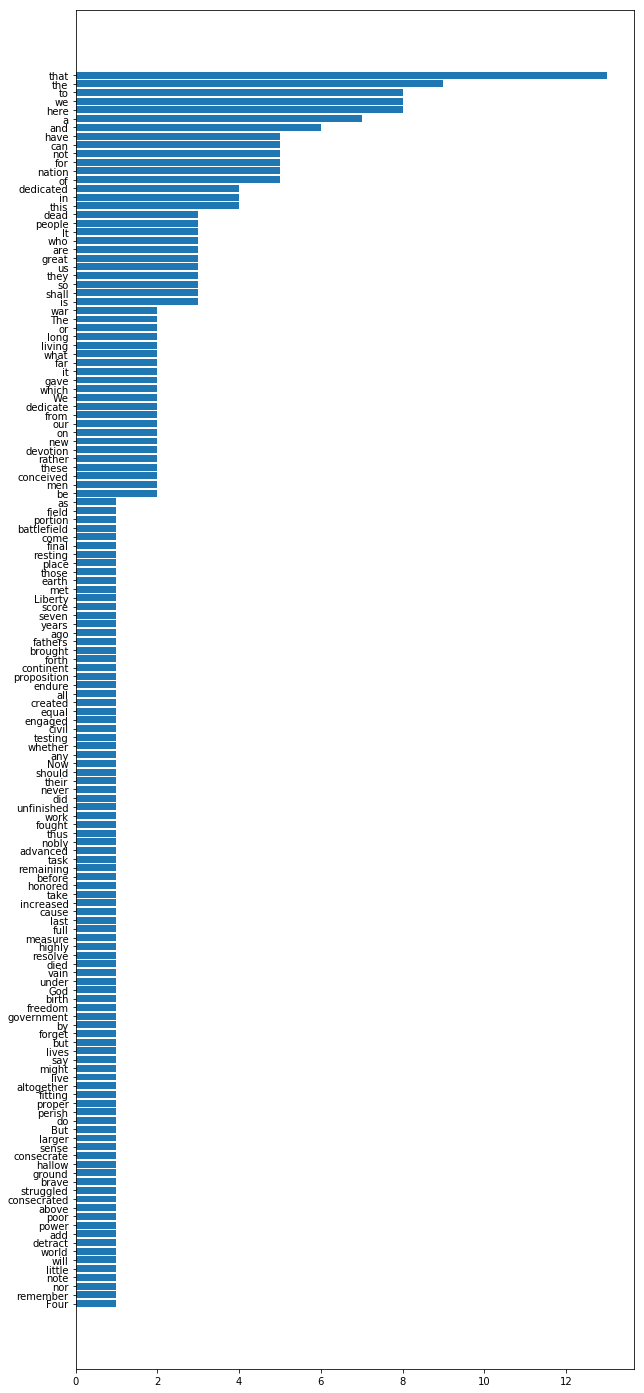 that
the
to
we
here
a
and
have
can
not
for
nation
of
dedicated
in
this
dead
people
It
who
are
great
us
they
so
shall
is
war
The
or
long
living
what
far
it
gave
which
We
dedicate
from
our
on
new
devotion
rather
these
conceived
men
be
as
field
portion
battlefield
come
final
resting
place
those
earth
met
Liberty
score
seven
years
ago
fathers
brought
forth
continent
proposition
endure
all
created
equal
engaged
civil
testing
whether
any
Now
should
their
never
did
unfinished
work
fought
thus
nobly
advanced
task
remaining
before
honored
take
increased
cause
last
full
measure
highly
resolve
died
vain
under
God
birth
freedom
government
by
forget
but
lives
say
might
live
altogether
fitting
proper
perish
do
But
larger
sense
consecrate
hallow
ground
brave
struggled
consecrated
above
poor
power
add
detract
world
will
little
note
nor
remember
Four
0 2 4 6 8 10 12